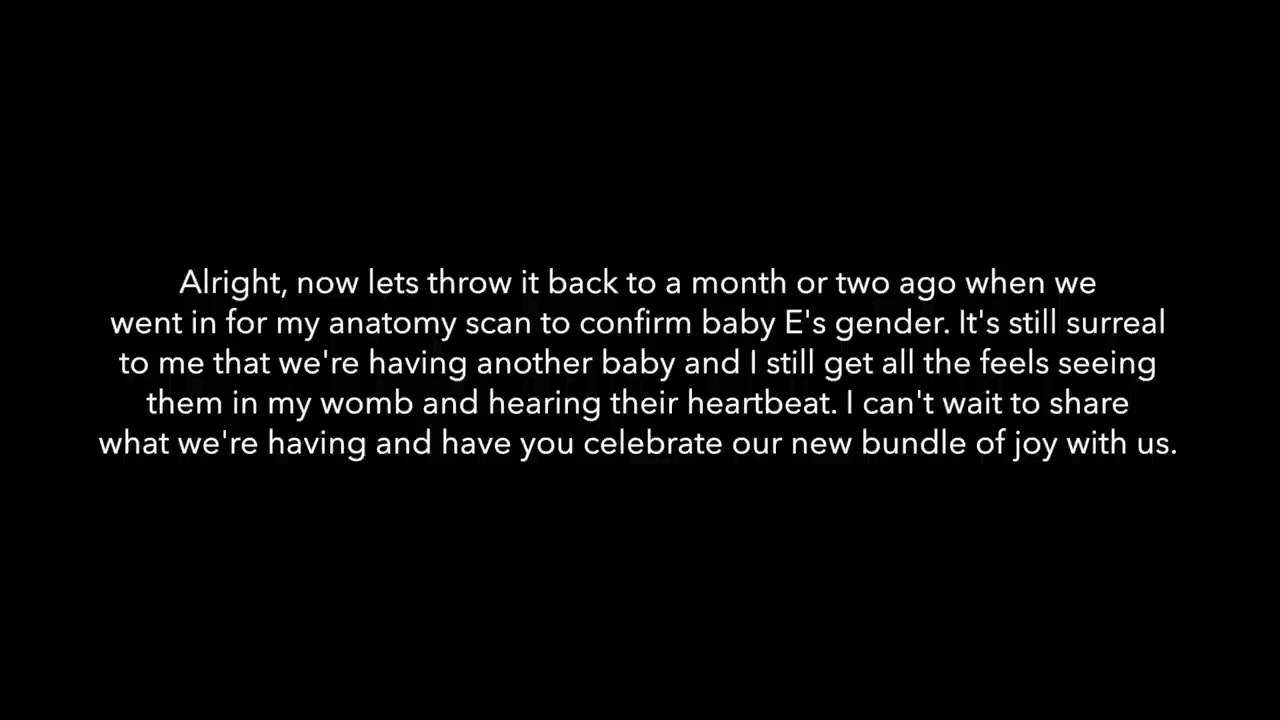 Alright, now lets throw it back to a month or two ago when we
went in for my anatomy scan to confirm baby E's gender. It's still surreal
to me that we're having another baby and I still get all the feels seeing
them in my womb and hearing their heartbeat. I can't wait to share
what we're having and have you celebrate our new bundle of joy with us.